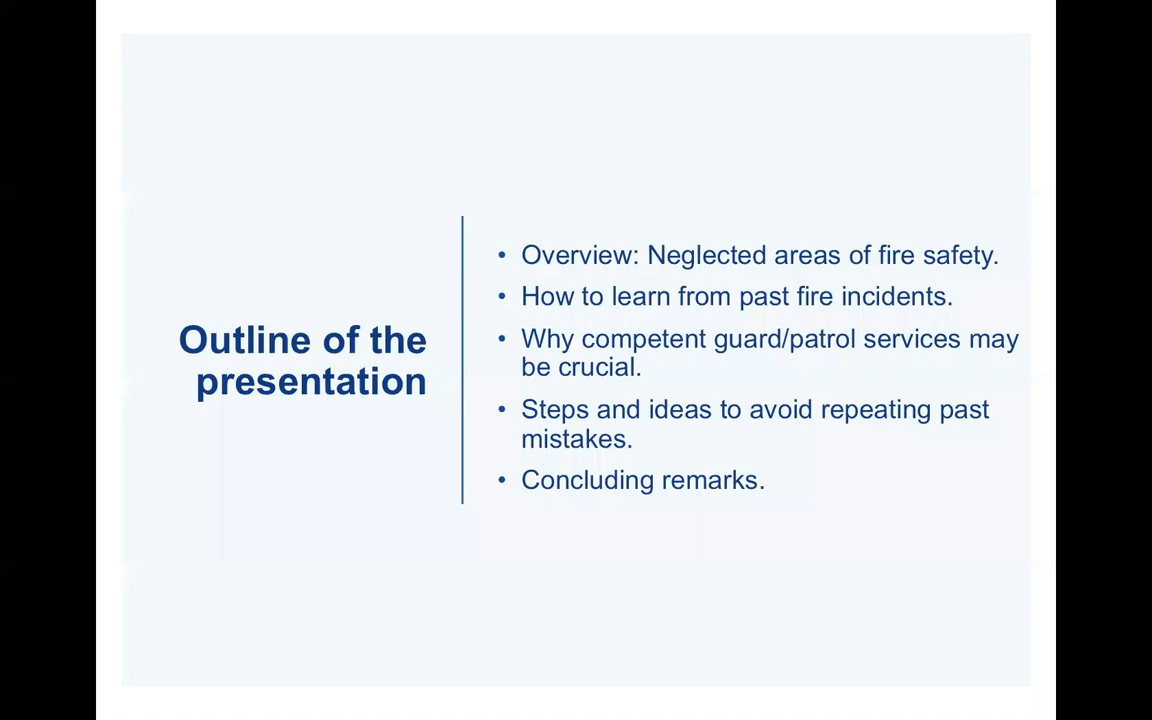 Outline of the
presentation
• Overview: Neglected areas of fire safety.
• How to learn from past fire incidents.
• Why competent guard/patrol services may
be crucial.
• Steps and ideas to avoid repeating past
mistakes.
• Concluding remarks.